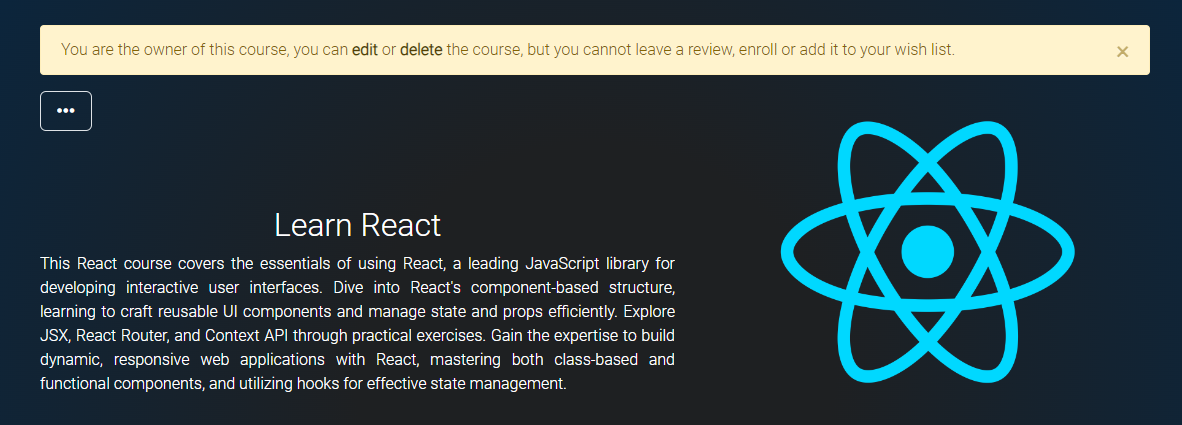 You are the owner of this course, you can edit or delete the course, but you cannot leave a review, enroll or add it to your wish list. ×
•••
Learn React
This React course covers the essentials of using React, a leading JavaScript library for
developing interactive user interfaces. Dive into React's component-based structure,
learning to craft reusable UI components and manage state and props efficiently. Explore
JSX, React Router, and Context API through practical exercises. Gain the expertise to build
dynamic, responsive web applications with React, mastering both class-based and
functional components, and utilizing hooks for effective state management.